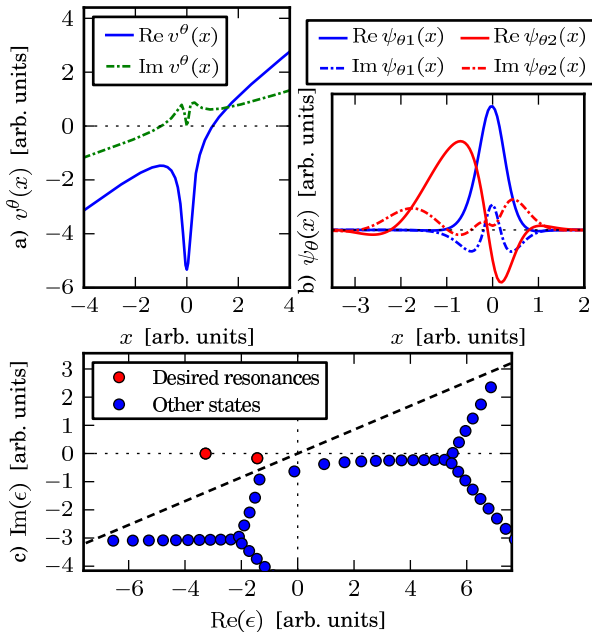 Re v^θ(x)
Im v^θ(x)
4
2
0
−2
−4
−6
−4 −2 0 2 4
x [arb. units]
a) v^θ(x) [arb. units]
Re ψ_θ1(x) Re ψ_θ2(x)
Im ψ_θ1(x) Im ψ_θ2(x)
−3 −2 −1 0 1 2
x [arb. units]
b) ψ_θ(x) [arb. units]
Desired resonances
Other states
3
2
1
0
−1
−2
−3
−4
−6 −4 −2 0 2 4 6
Re(ϵ) [arb. units]
c) Im(ϵ) [arb. units]